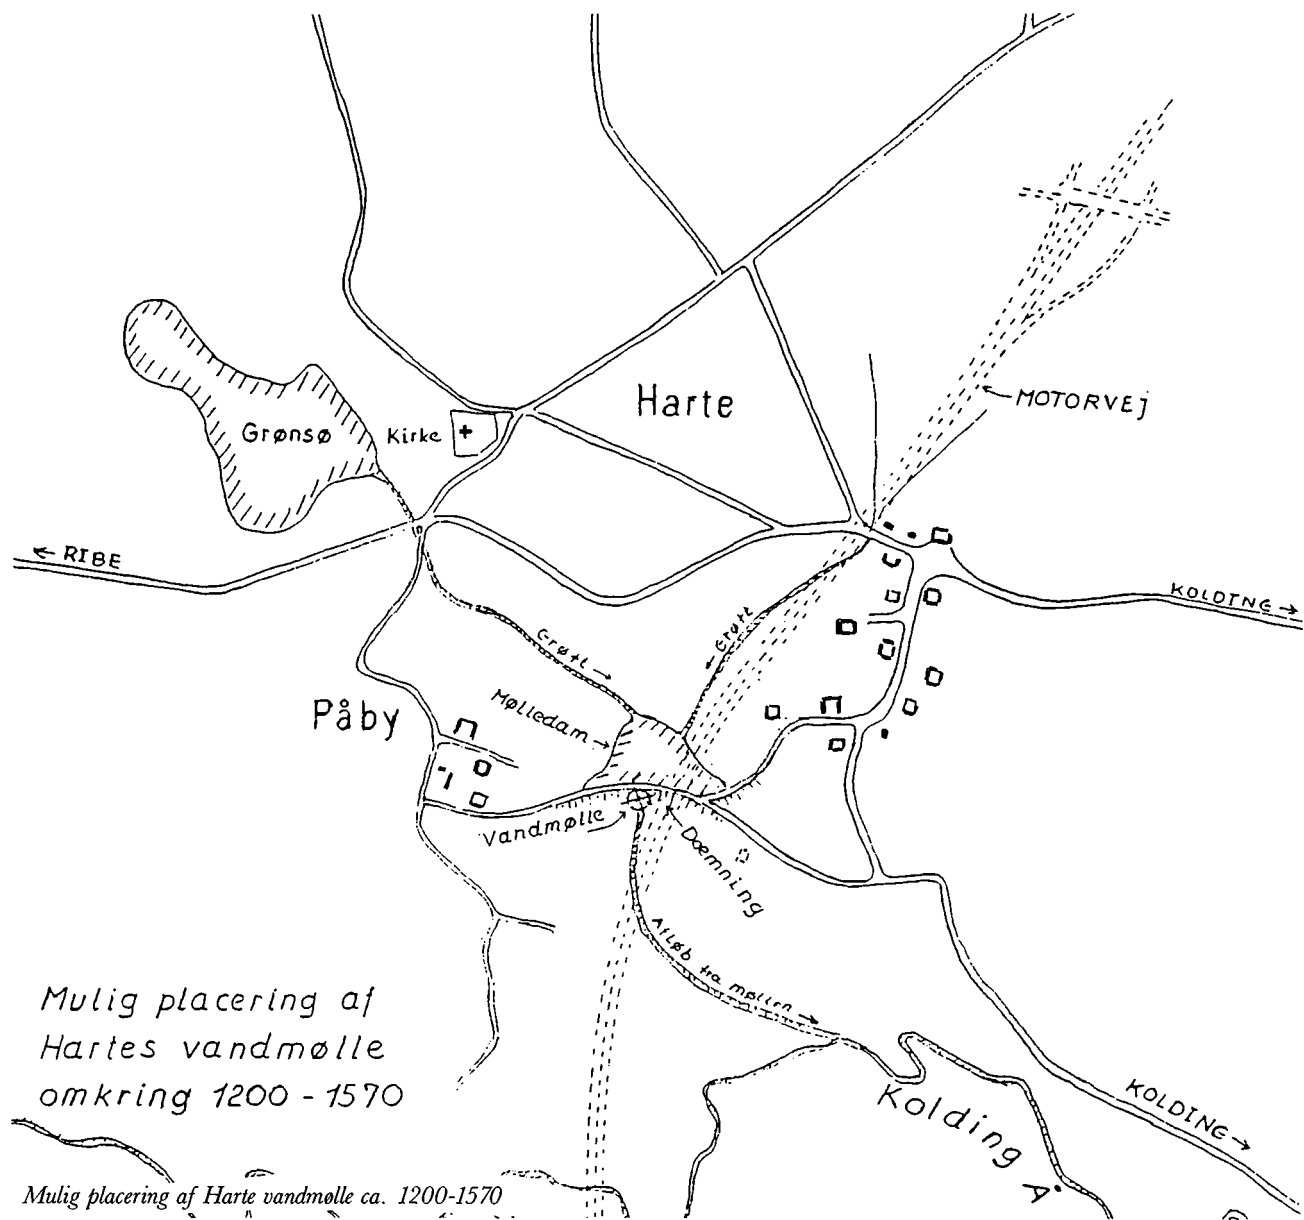 Harte
MOTORVEJ
Grønsø
Kirke
← RIBE
KOLDING →
Grøft →
← Grøft
Mølledam →
Påby
Vandmølle
Dæmning
Afløb fra møllen →
Mulig placering af
Hartes vandmølle
omkring 1200 - 1570
Kolding Å
KOLDING →
Mulig placering af Harte vandmølle ca. 1200-1570